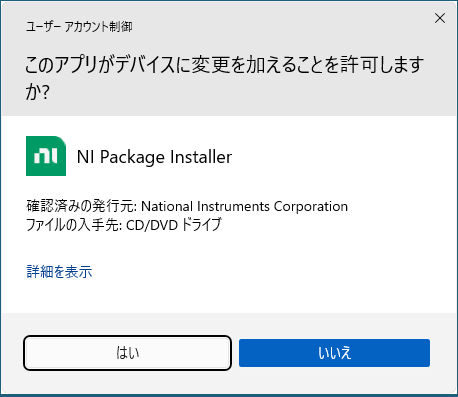 ユーザー アカウント制御
このアプリがデバイスに変更を加えることを許可します
か?
ni
NI Package Installer
確認済みの発行元: National Instruments Corporation
ファイルの入手先: CD/DVD ドライブ
詳細を表示
はい
いいえ